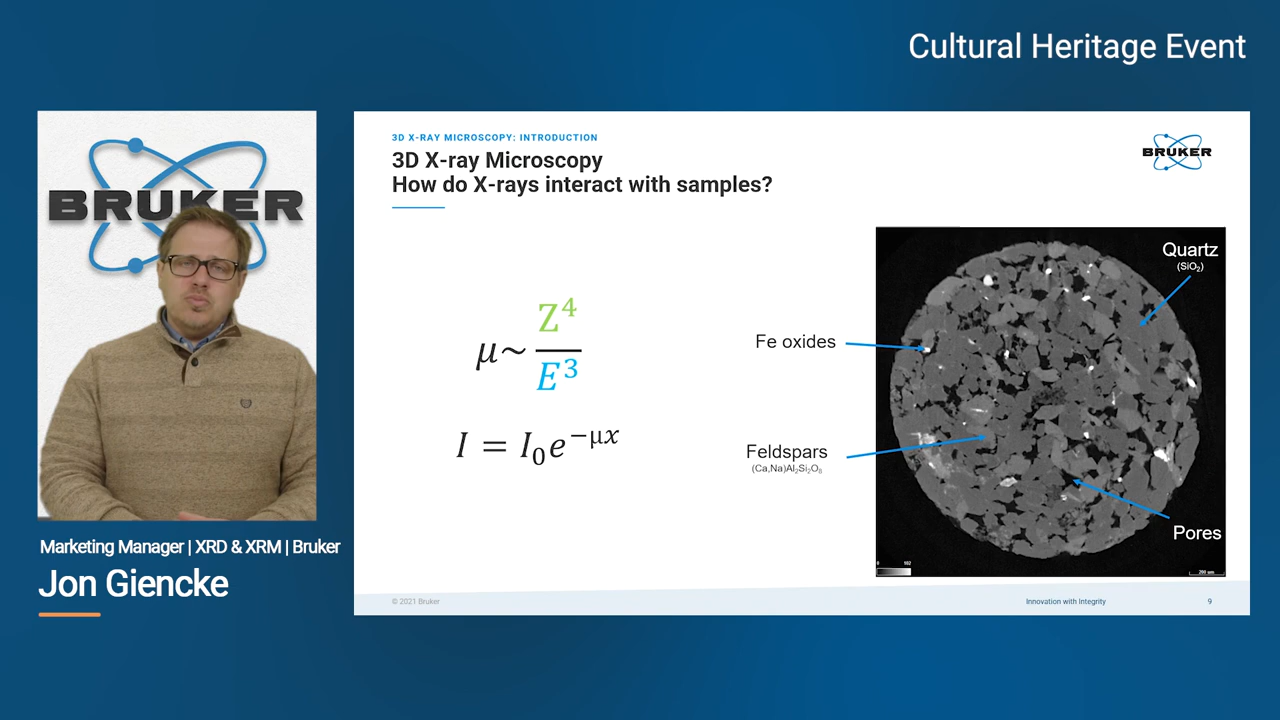 Cultural Heritage Event
BRUKER
Marketing Manager | XRD & XRM | Bruker
Jon Giencke
3D X-RAY MICROSCOPY: INTRODUCTION
3D X-ray Microscopy
How do X-rays interact with samples?
BRUKER
μ~ Z⁴/E³
I = I₀e^(−μx)
Fe oxides
Feldspars
(Ca,Na)Al₂Si₂O₈
Quartz
(SiO₂)
Pores
200 um
© 2021 Bruker
Innovation with Integrity
9